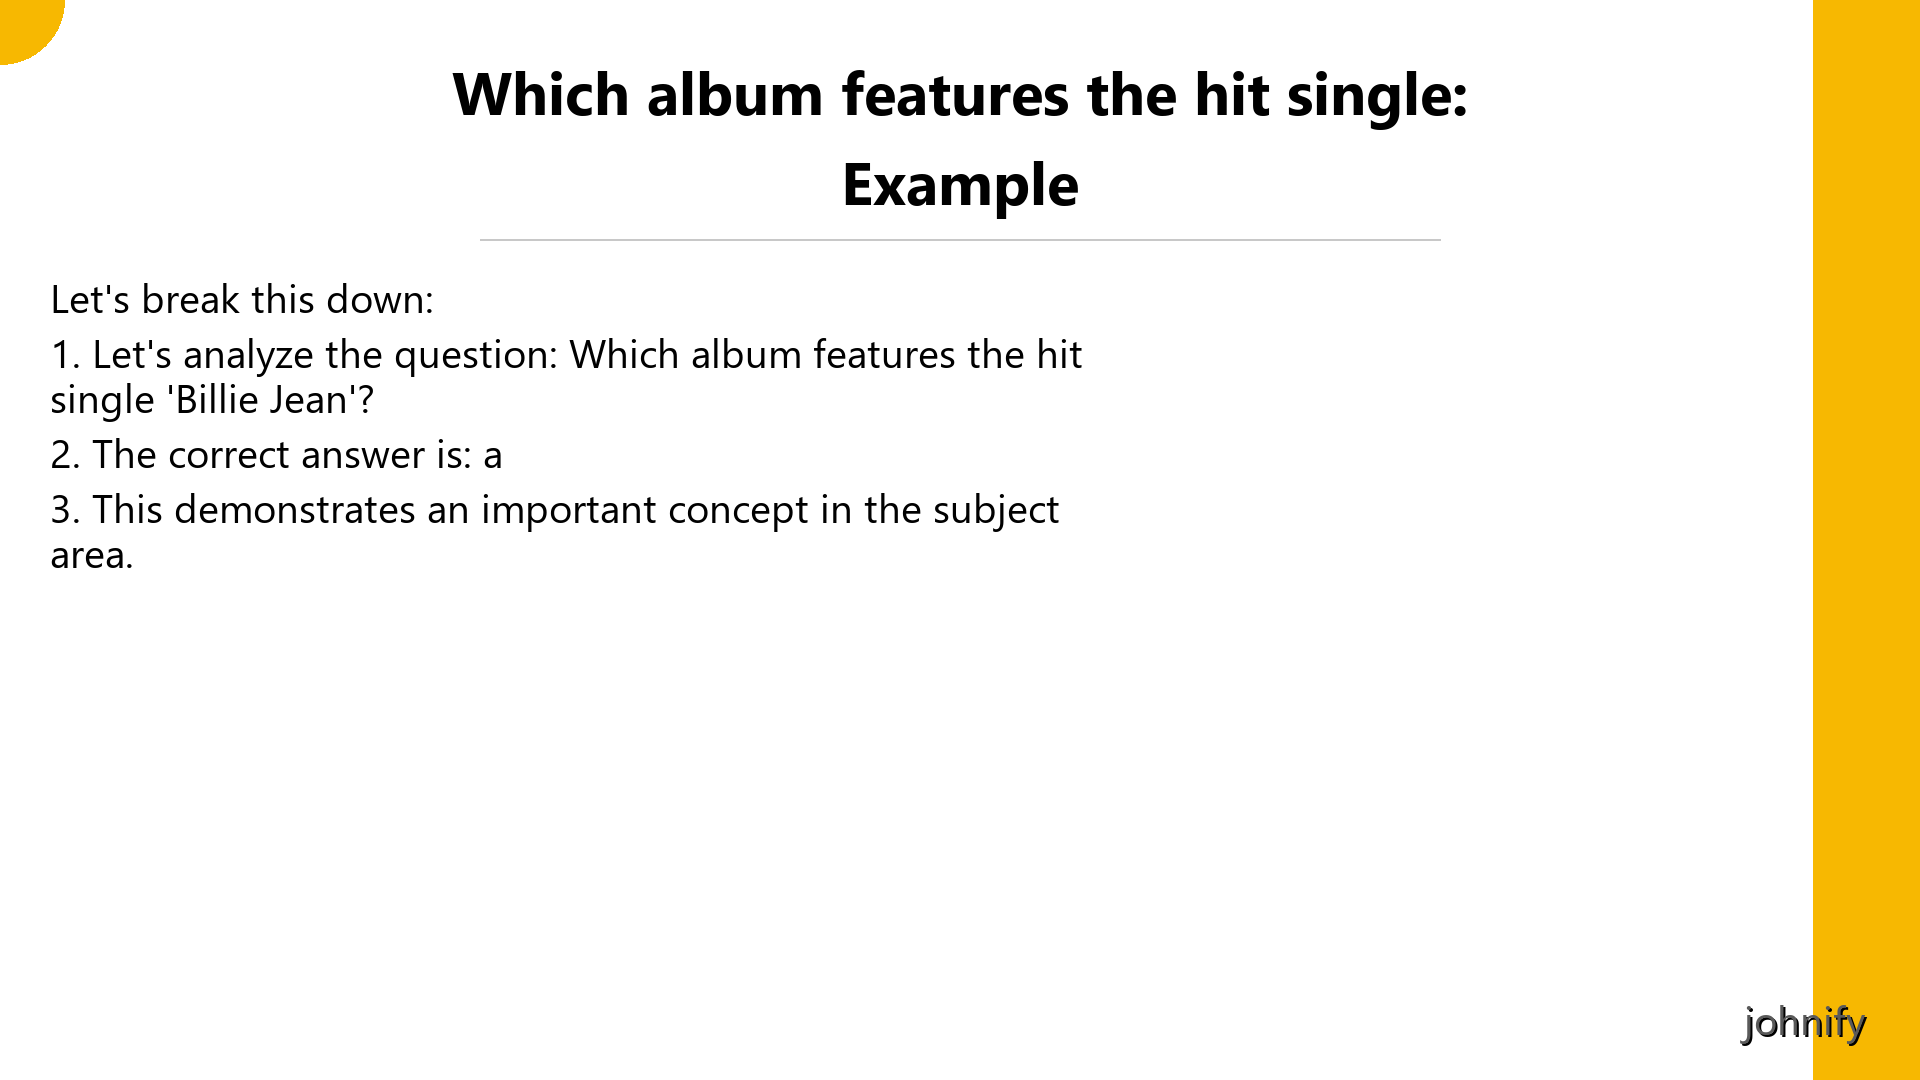 Which album features the hit single:
Example
Let's break this down:
1. Let's analyze the question: Which album features the hit
single 'Billie Jean'?
2. The correct answer is: a
3. This demonstrates an important concept in the subject
area.
johnify